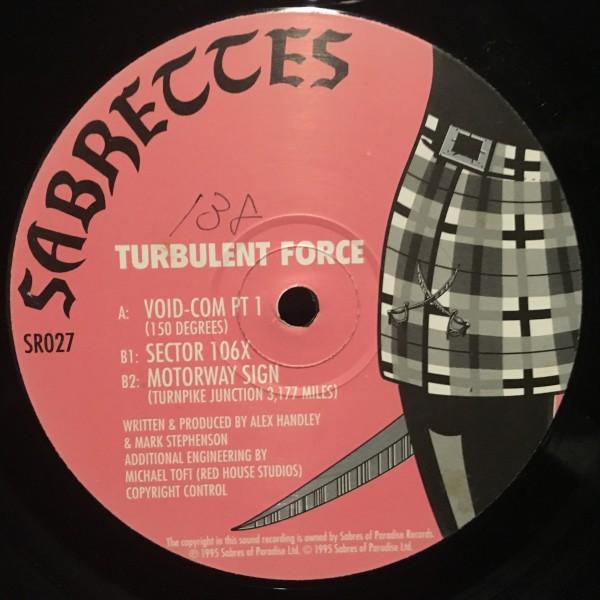 SABRETTES
138
TURBULENT FORCE
A: VOID-COM PT 1
(150 DEGREES)
SR027
B1: SECTOR 106X
B2: MOTORWAY SIGN
(TURNPIKE JUNCTION 3,177 MILES)
WRITTEN & PRODUCED BY ALEX HANDLEY
& MARK STEPHENSON
ADDITIONAL ENGINEERING BY
MICHAEL TOFT (RED HOUSE STUDIOS)
COPYRIGHT CONTROL
The copyright in this sound recording is owned by Sabres of Paradise Records.
℗ 1995 Sabres of Paradise Ltd. © 1995 Sabres of Paradise Ltd.